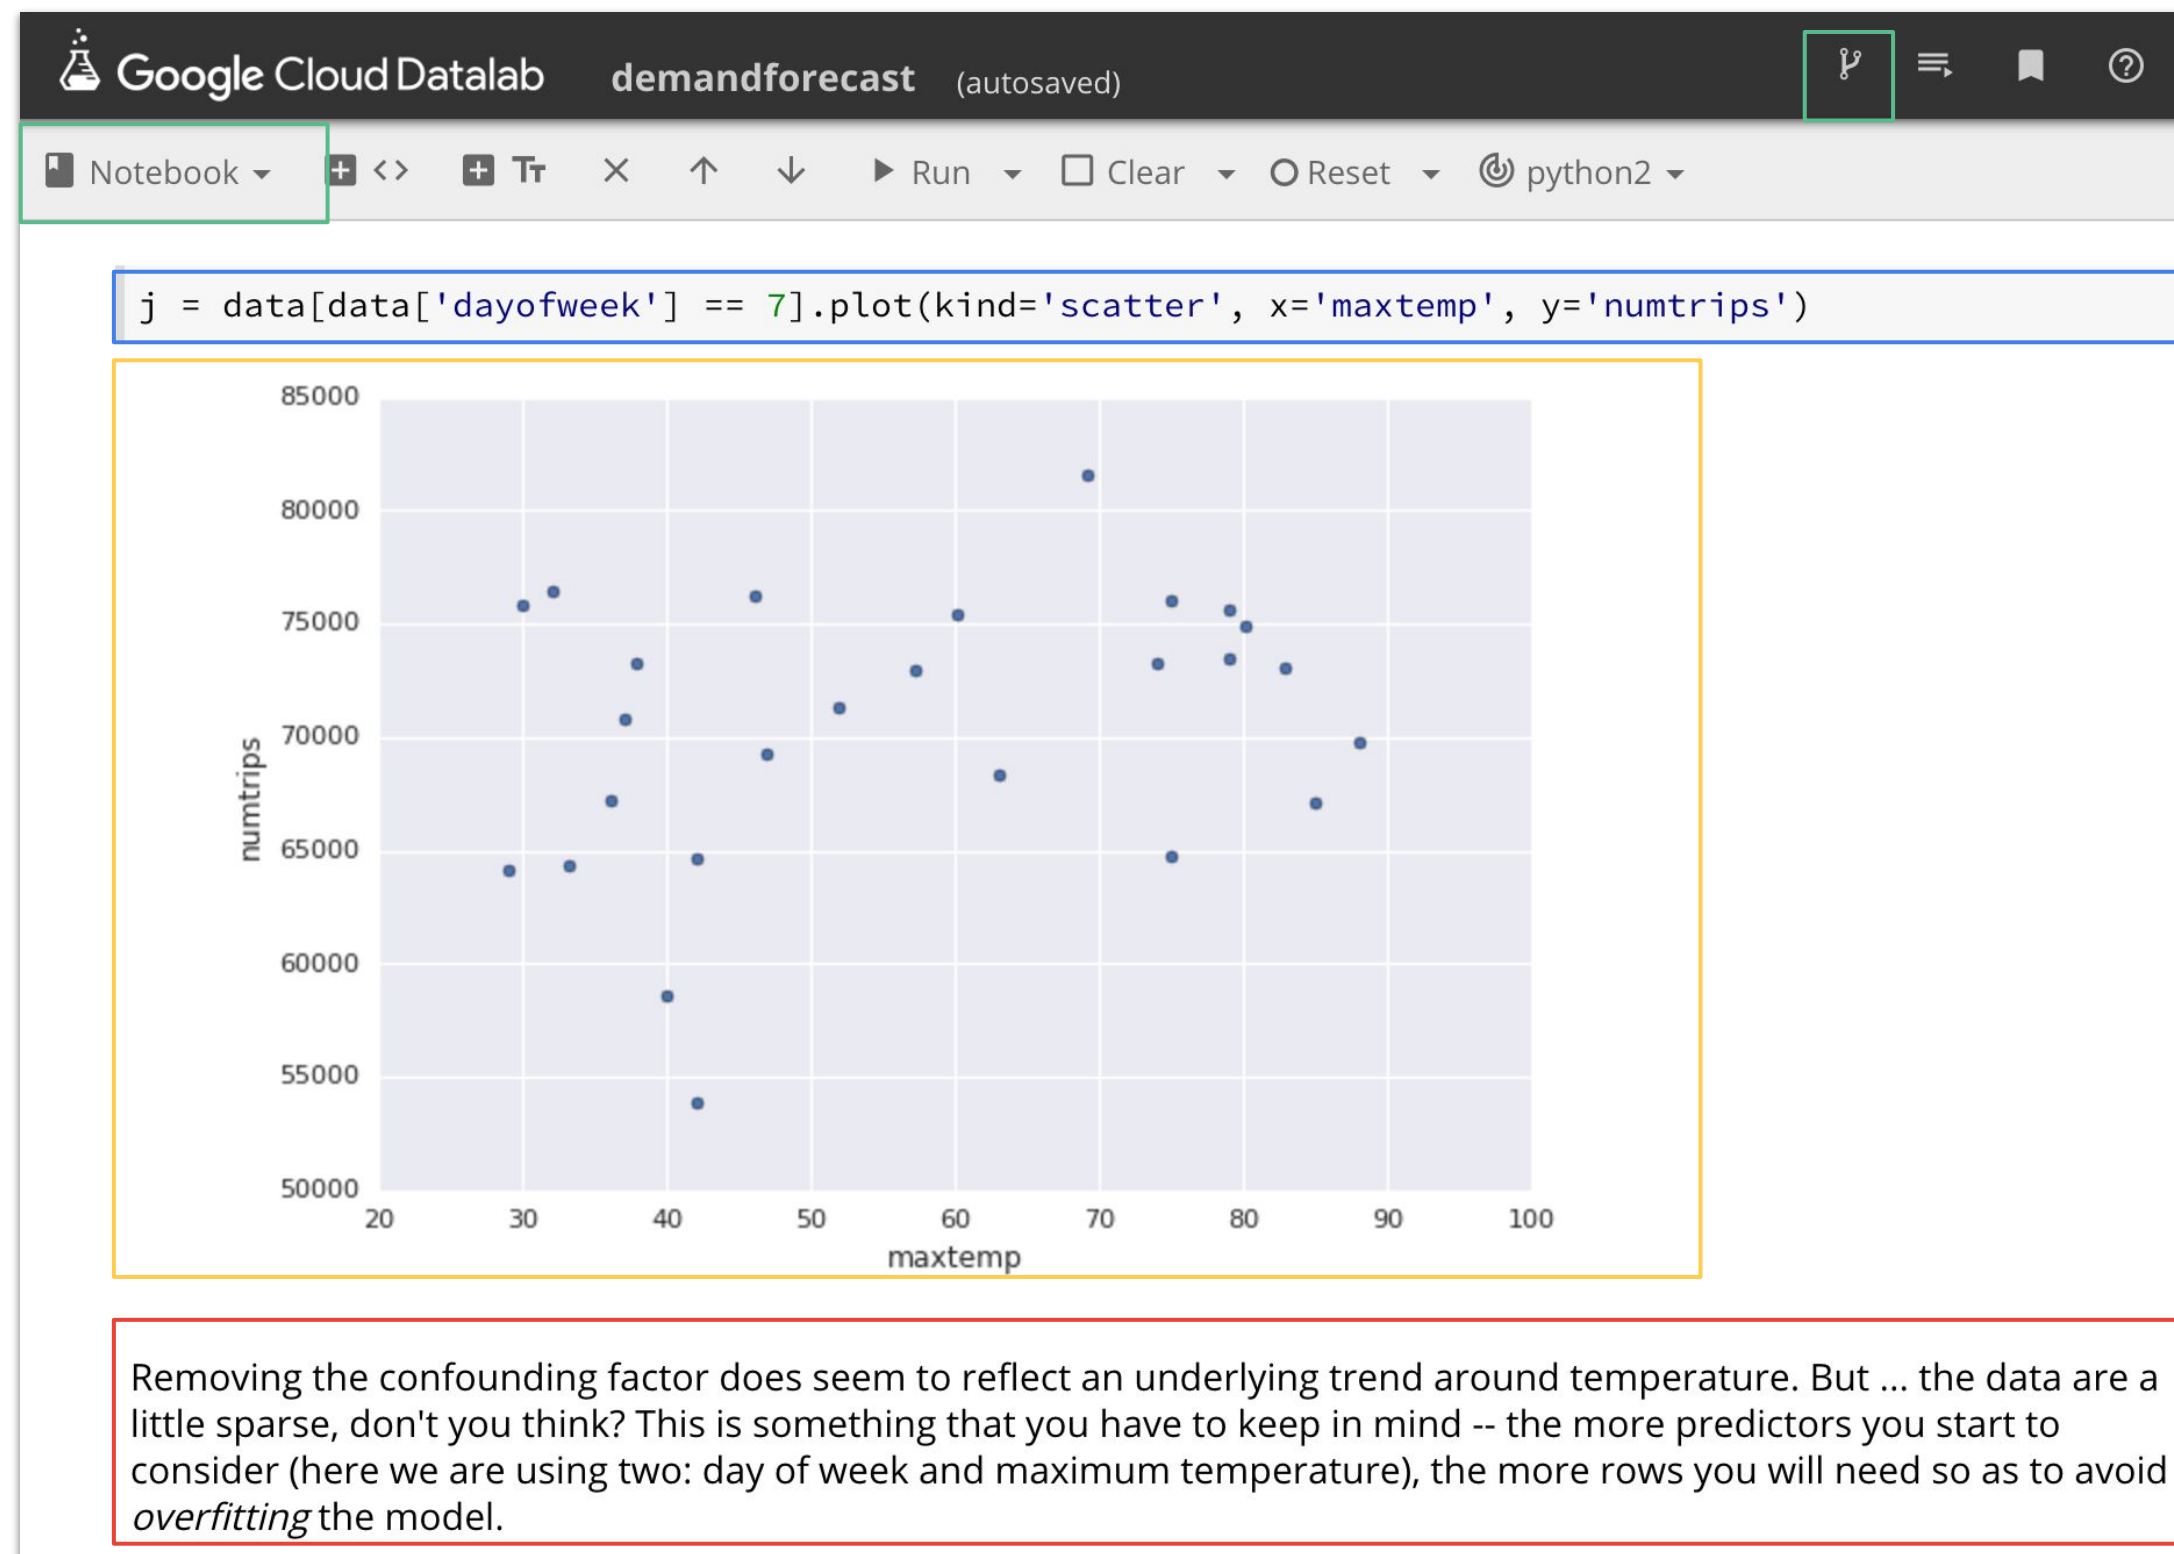 Google Cloud Datalab demandforecast (autosaved)
Notebook Run Clear Reset python2
j = data[data['dayofweek'] == 7].plot(kind='scatter', x='maxtemp', y='numtrips')
85000
80000
75000
70000
65000
60000
55000
50000
numtrips
20 30 40 50 60 70 80 90 100
maxtemp
Removing the confounding factor does seem to reflect an underlying trend around temperature. But ... the data are a
little sparse, don't you think? This is something that you have to keep in mind -- the more predictors you start to
consider (here we are using two: day of week and maximum temperature), the more rows you will need so as to avoid
overfitting the model.